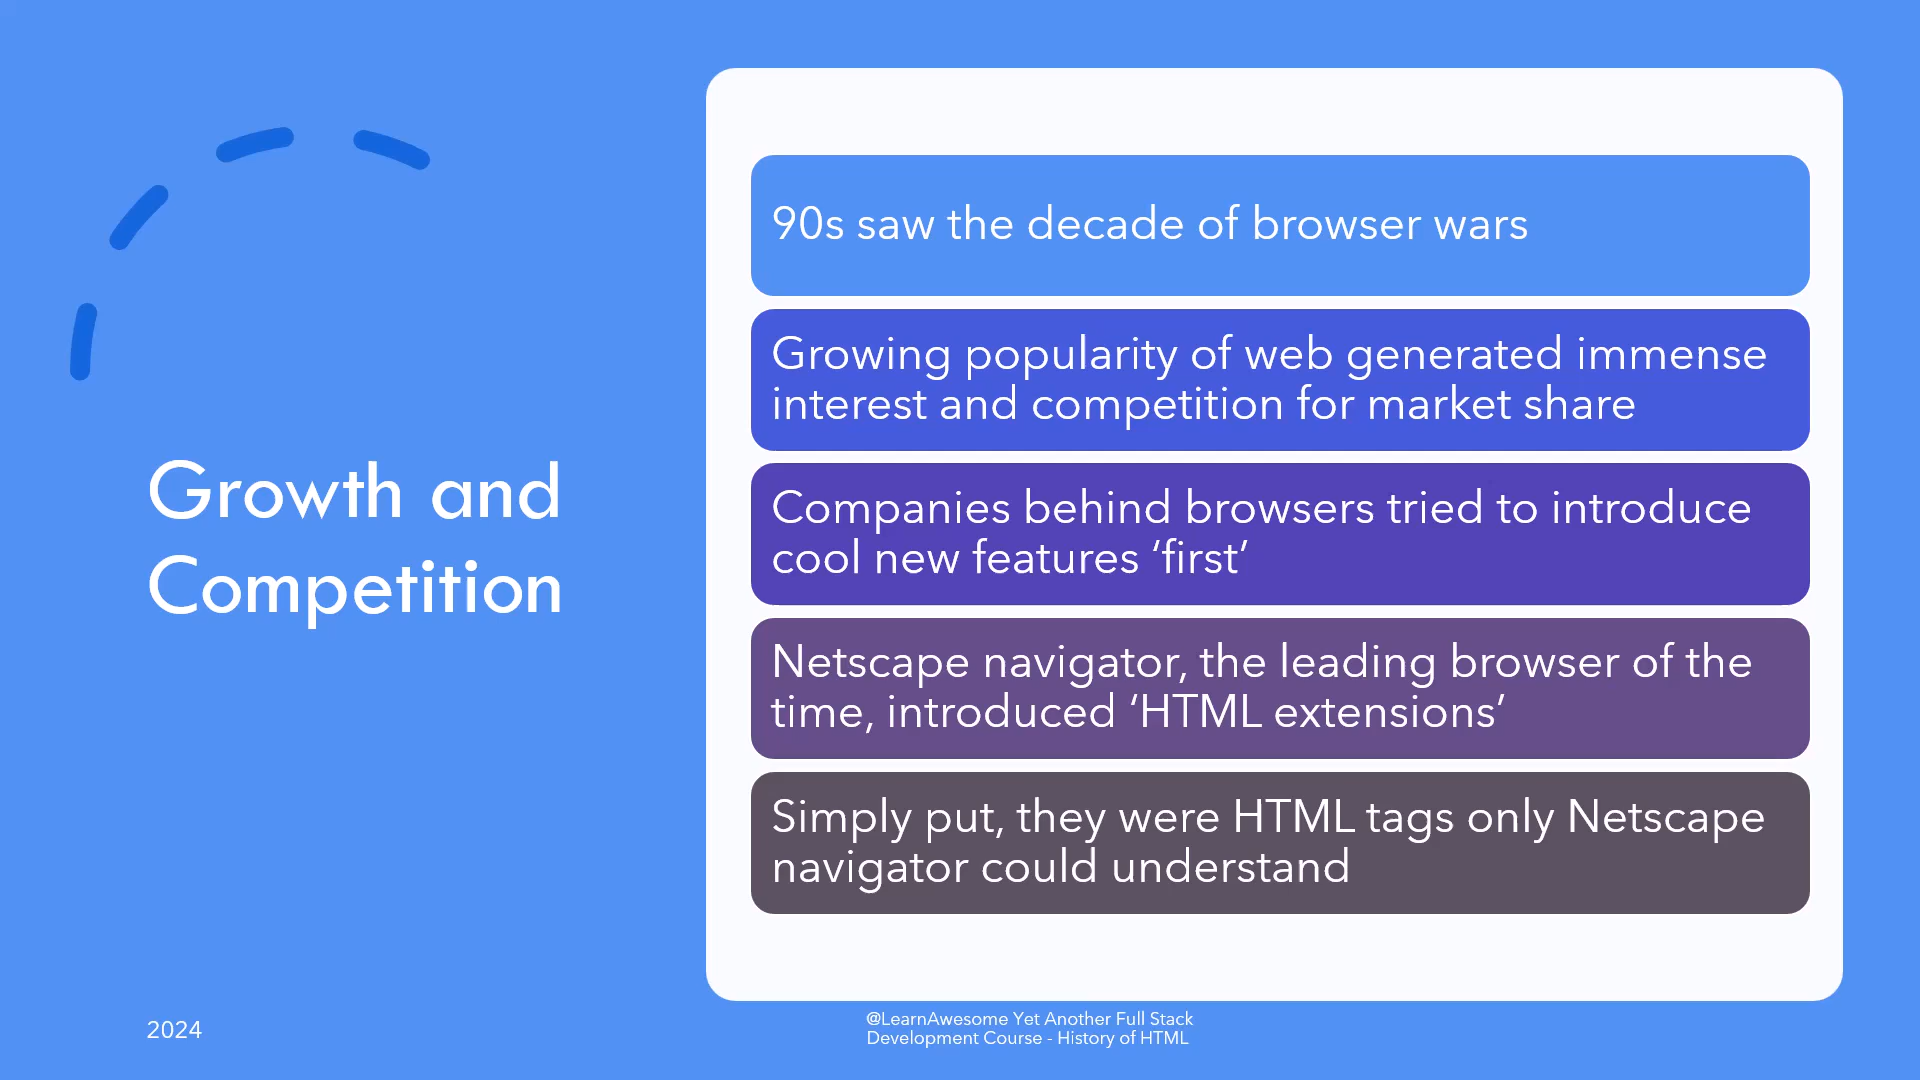 Growth and
Competition
90s saw the decade of browser wars
Growing popularity of web generated immense
interest and competition for market share
Companies behind browsers tried to introduce
cool new features ‘first’
Netscape navigator, the leading browser of the
time, introduced ‘HTML extensions’
Simply put, they were HTML tags only Netscape
navigator could understand
2024
@LearnAwesome Yet Another Full Stack
Development Course - History of HTML